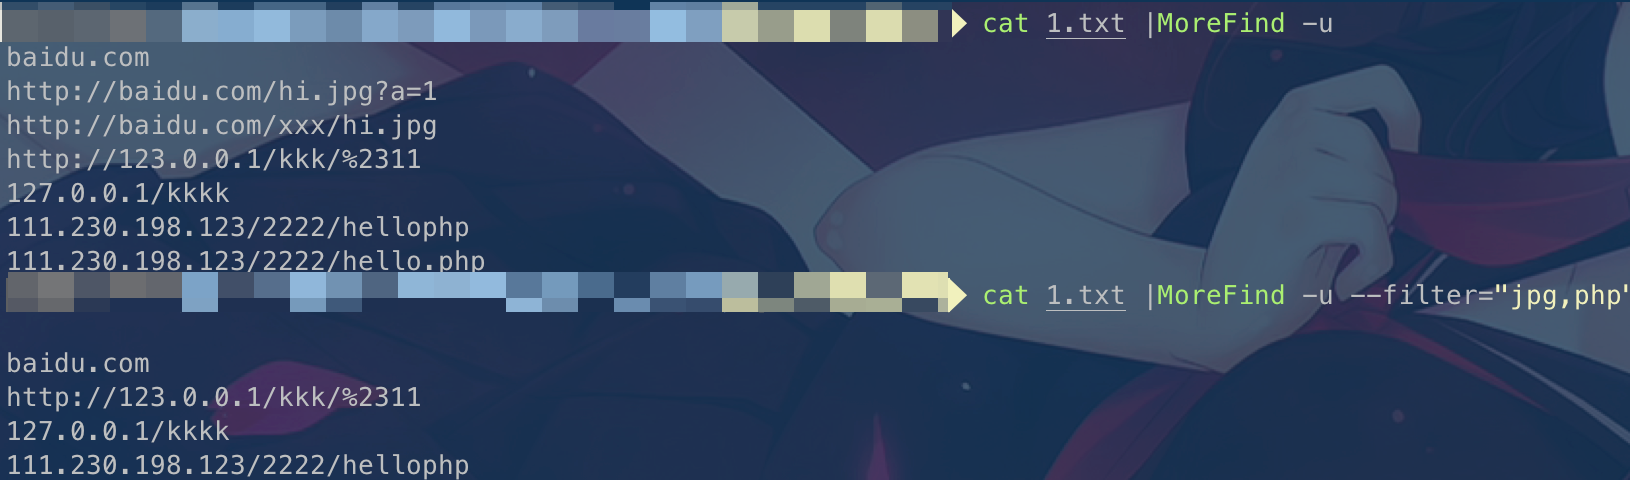 cat 1.txt |MoreFind -u
baidu.com
http://baidu.com/hi.jpg?a=1
http://baidu.com/xxx/hi.jpg
http://123.0.0.1/kkk/%2311
127.0.0.1/kkkk
111.230.198.123/2222/hellophp
111.230.198.123/2222/hello.php
cat 1.txt |MoreFind -u --filter="jpg,php"
baidu.com
http://123.0.0.1/kkk/%2311
127.0.0.1/kkkk
111.230.198.123/2222/hellophp